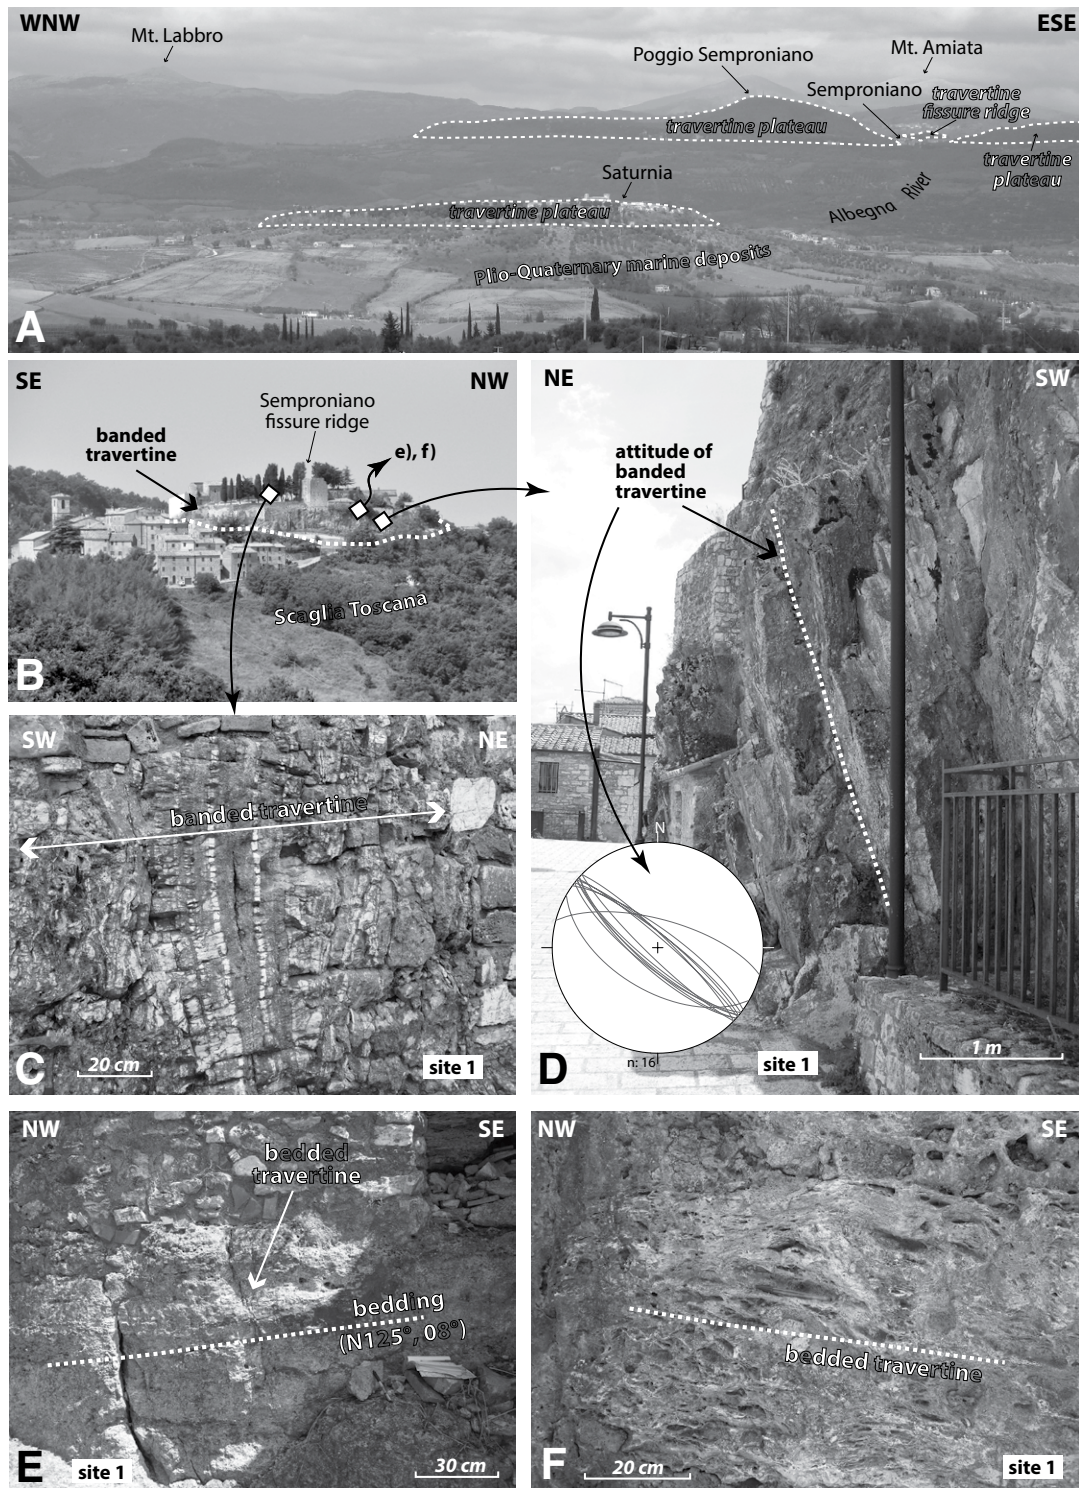 WNW
ESE
Mt. Labbro
Poggio Semproniano
Mt. Amiata
Semproniano
travertine
fissure ridge
travertine plateau
travertine
plateau
Saturnia
travertine plateau
Albegna River
Plio-Quaternary marine deposits
A
SE
NW
Semproniano
fissure ridge
banded
travertine
e), f)
Scaglia Toscana
B
NE
SW
attitude of
banded
travertine
N
n: 16
D
site 1
1 m
SW
NE
banded travertine
C
20 cm
site 1
NW
SE
bedded
travertine
bedding
(N125°, 08°)
E
site 1
30 cm
NW
SE
bedded travertine
F
20 cm
site 1